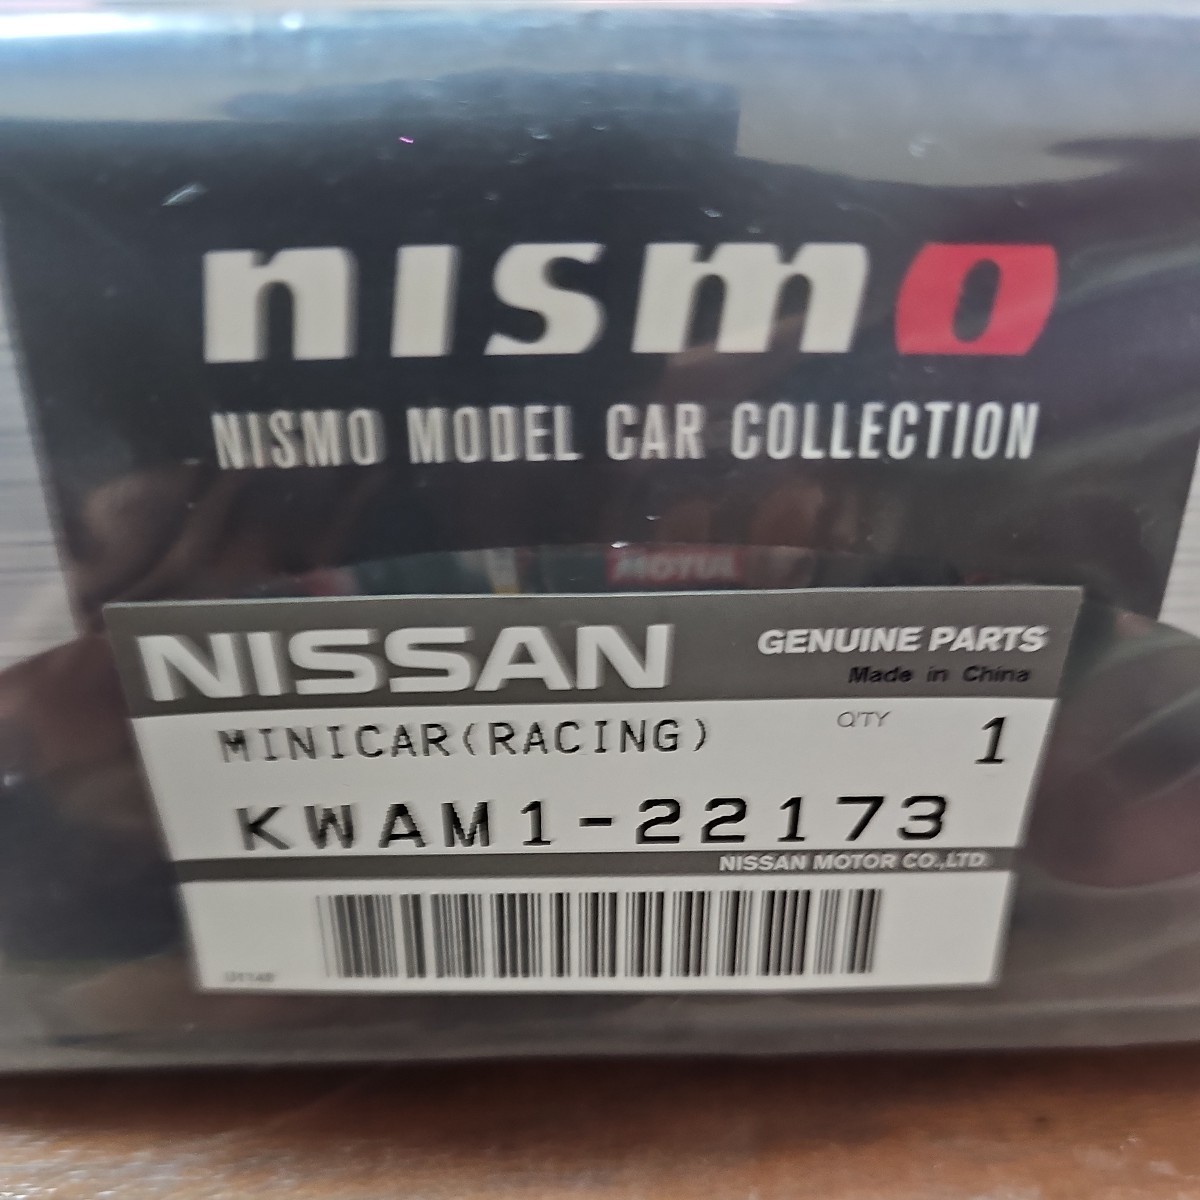 nismo
NISMO MODEL CAR COLLECTION
MOTUL
NISSAN
GENUINE PARTS
Made in China
MINICAR(RACING)
Q'TY 1
KWAM1-22173
NISSAN MOTOR CO.,LTD.